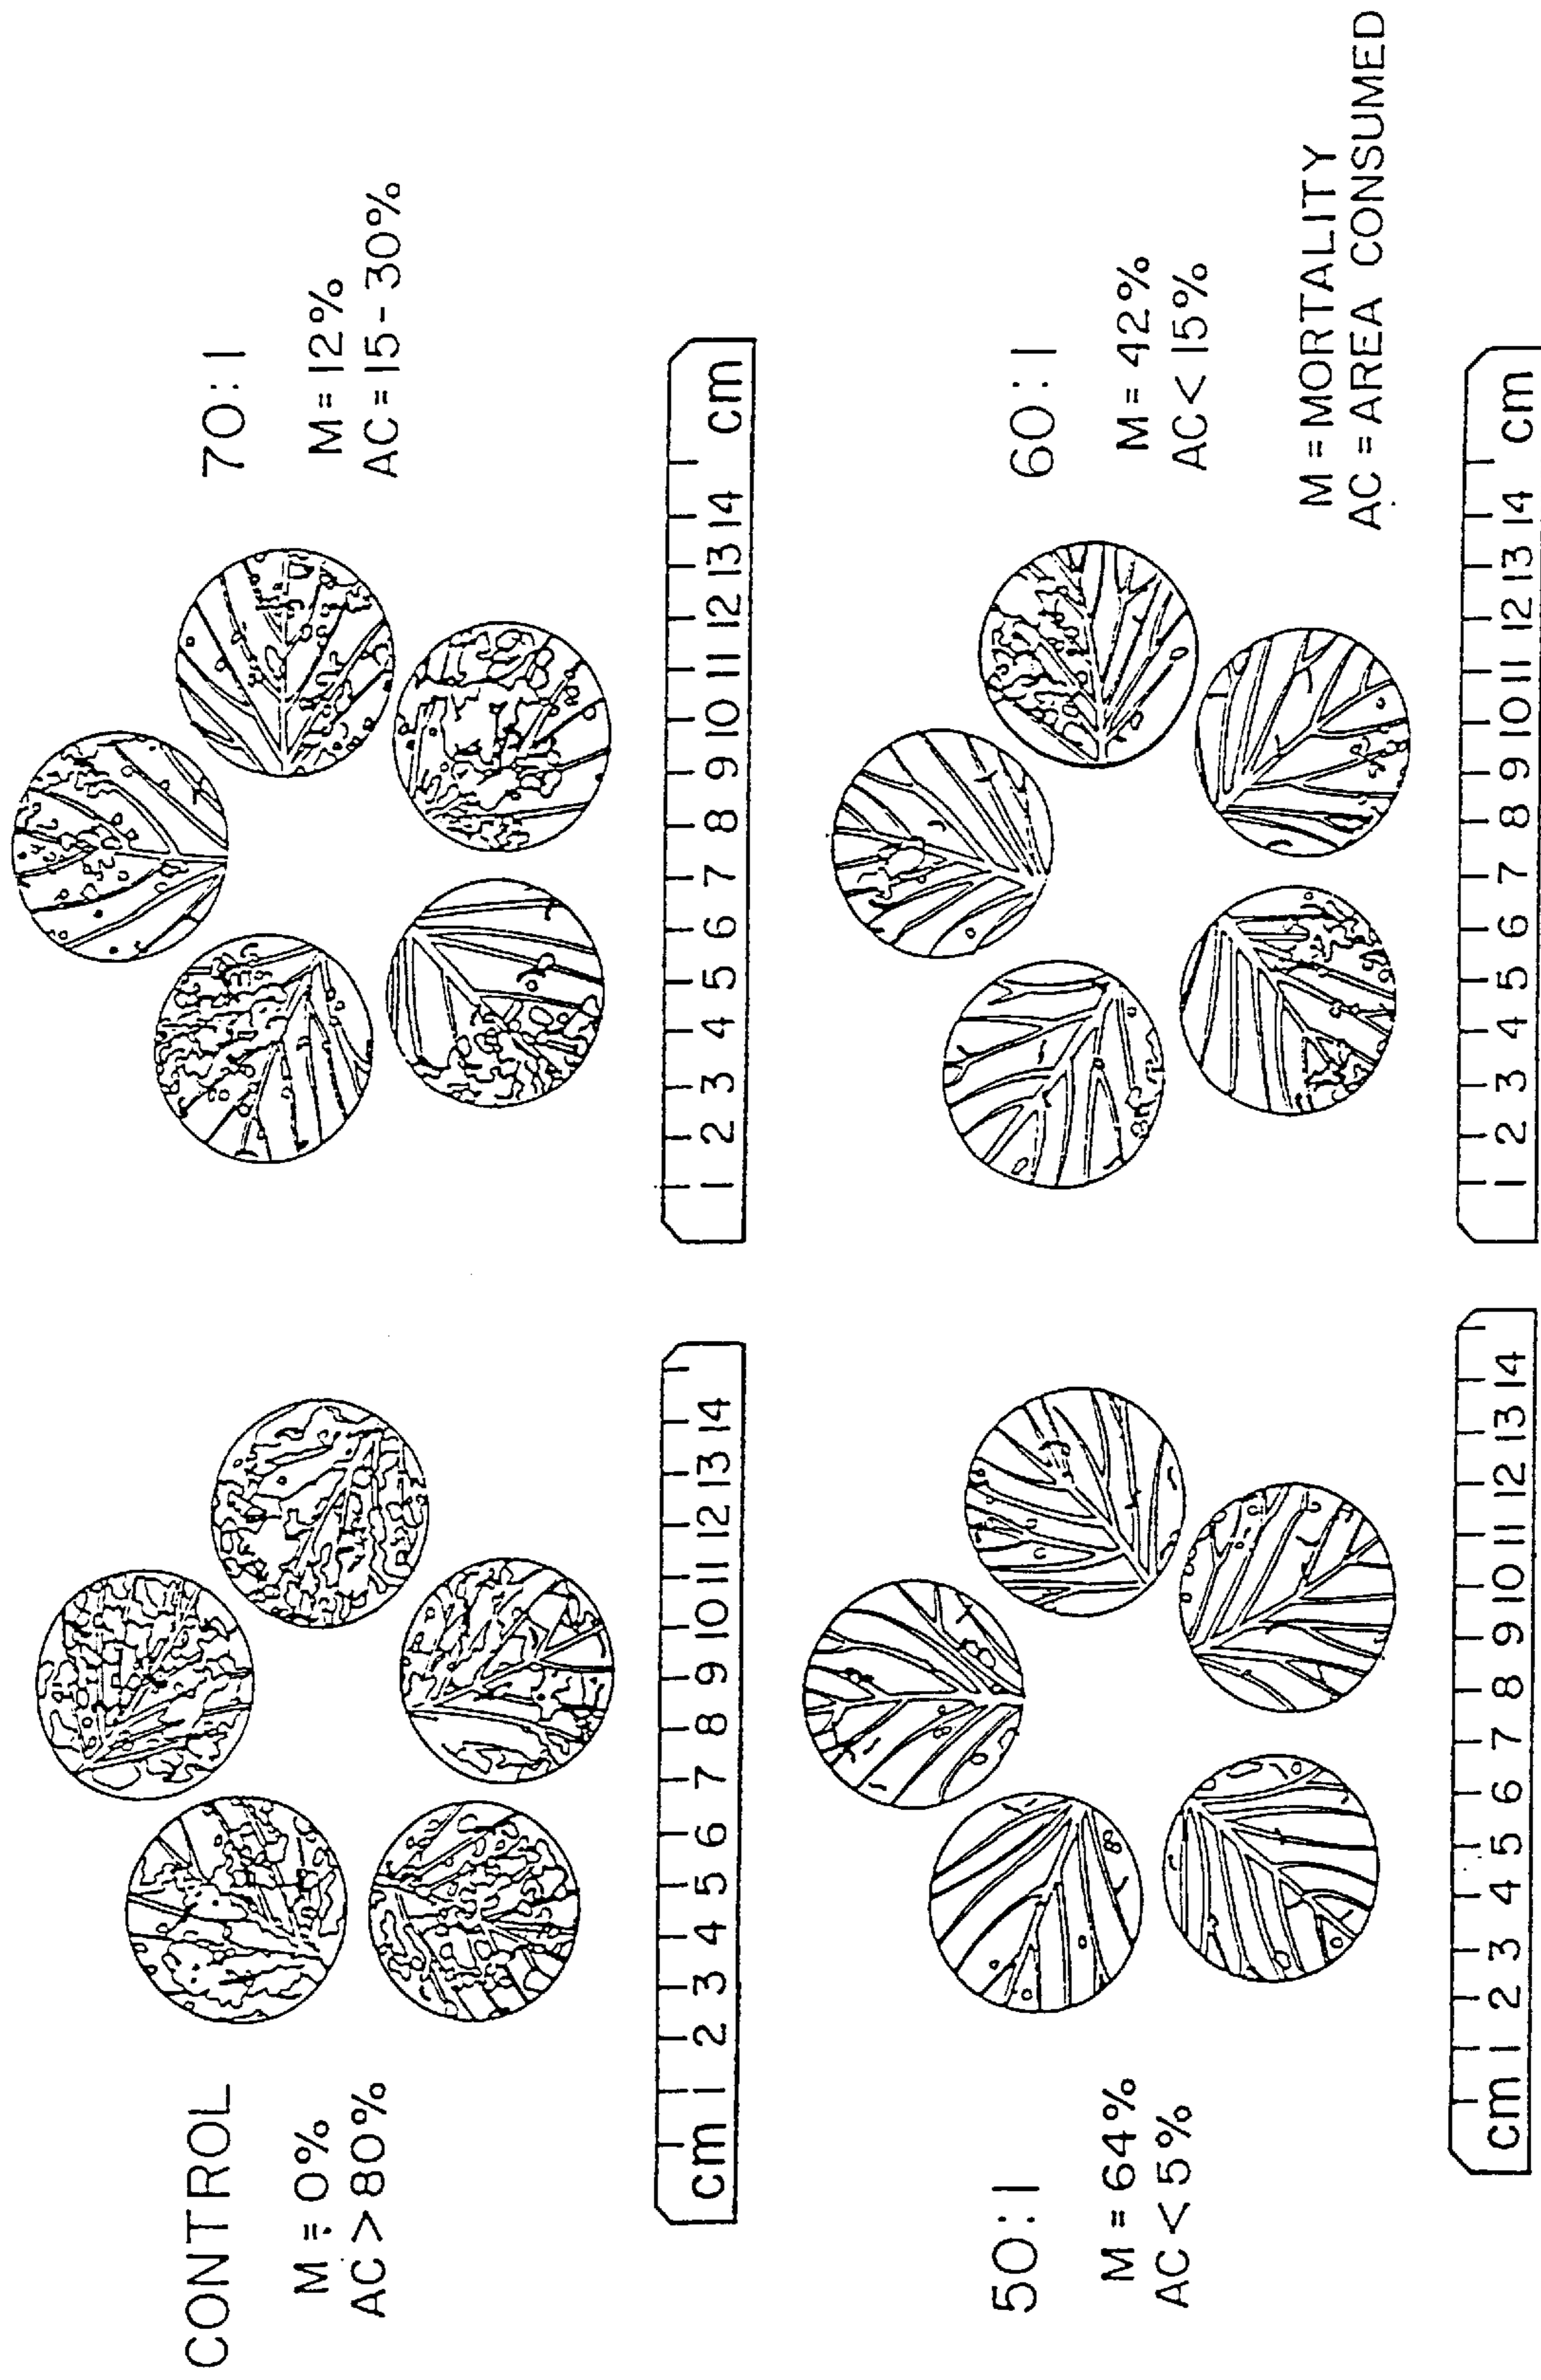 CONTROL
M = 0%
AC > 80%
cm 1 2 3 4 5 6 7 8 9 10 11 12 13 14
70:1
M = 12%
AC = 15-30%
1 2 3 4 5 6 7 8 9 10 11 12 13 14 cm
50:1
M = 64%
AC < 5%
cm 1 2 3 4 5 6 7 8 9 10 11 12 13 14
60:1
M = 42%
AC < 15%
1 2 3 4 5 6 7 8 9 10 11 12 13 14 cm
M = MORTALITY
AC = AREA CONSUMED